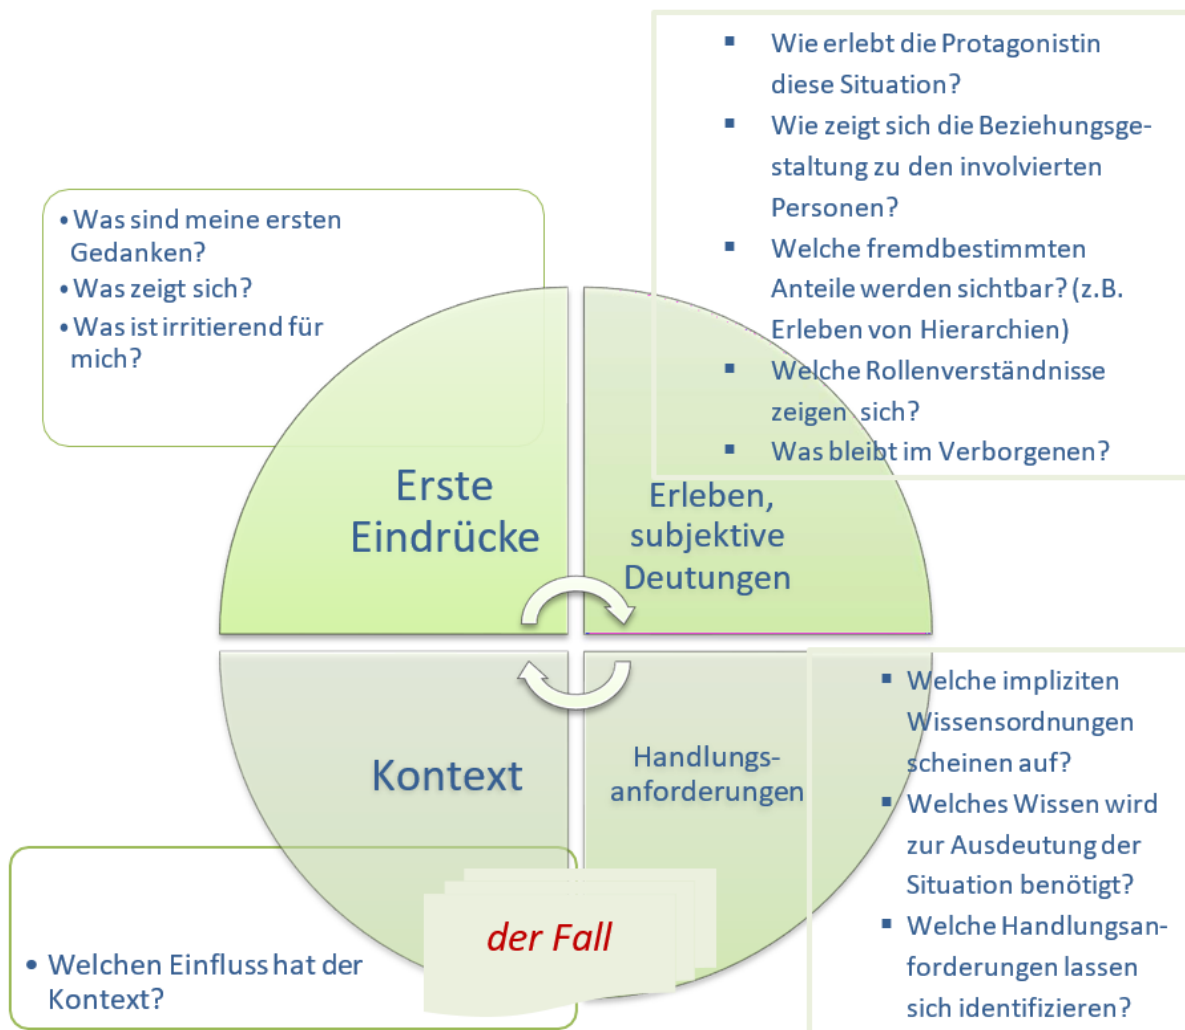 • Was sind meine ersten
Gedanken?
• Was zeigt sich?
• Was ist irritierend für
mich?
▪ Wie erlebt die Protagonistin
diese Situation?
▪ Wie zeigt sich die Beziehungsge-
staltung zu den involvierten
Personen?
▪ Welche fremdbestimmten
Anteile werden sichtbar? (z.B.
Erleben von Hierarchien)
▪ Welche Rollenverständnisse
zeigen sich?
▪ Was bleibt im Verborgenen?
Erste
Eindrücke
Erleben,
subjektive
Deutungen
Kontext
Handlungs-
anforderungen
▪ Welche impliziten
Wissensordnungen
scheinen auf?
▪ Welches Wissen wird
zur Ausdeutung der
Situation benötigt?
▪ Welche Handlungsan-
forderungen lassen
sich identifizieren?
• Welchen Einfluss hat der
Kontext?
der Fall